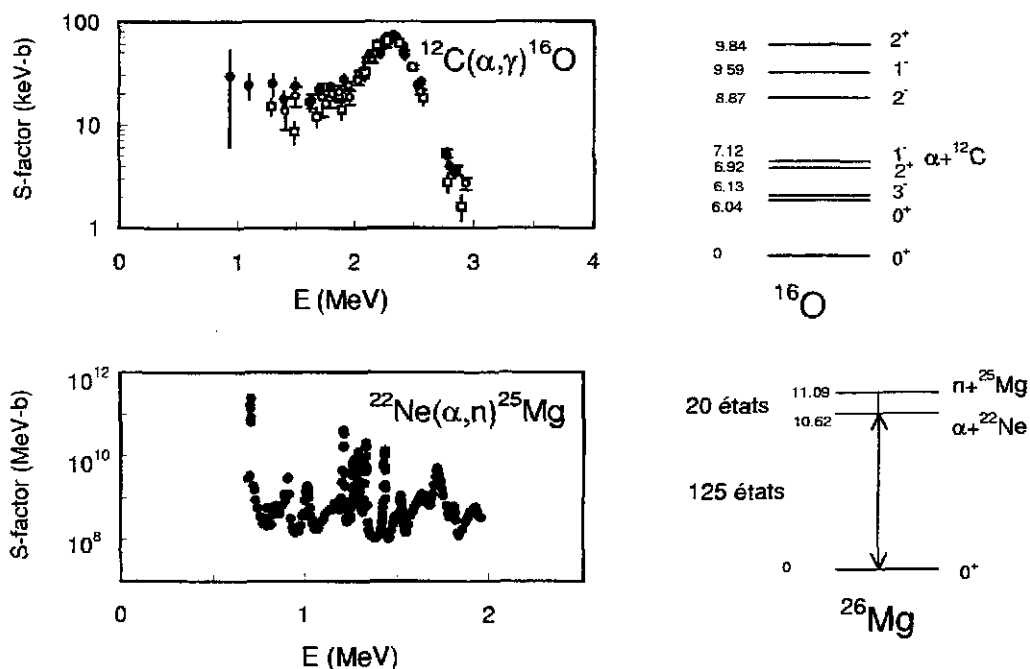 S-factor (keV-b)
100
10
1
0 1 2 3 4
E (MeV)
¹²C(α,γ)¹⁶O
9.84 2⁺
9.59 1⁻
8.87 2⁻
7.12 1⁻ α+¹²C
6.92 2⁺
6.13 3⁻
6.04 0⁺
0 0⁺
¹⁶O
S-factor (MeV-b)
10¹²
10¹⁰
10⁸
0 1 2
E (MeV)
²²Ne(α,n)²⁵Mg
20 états
125 états
11.09 n+²⁵Mg
10.62 α+²²Ne
0 0⁺
²⁶Mg